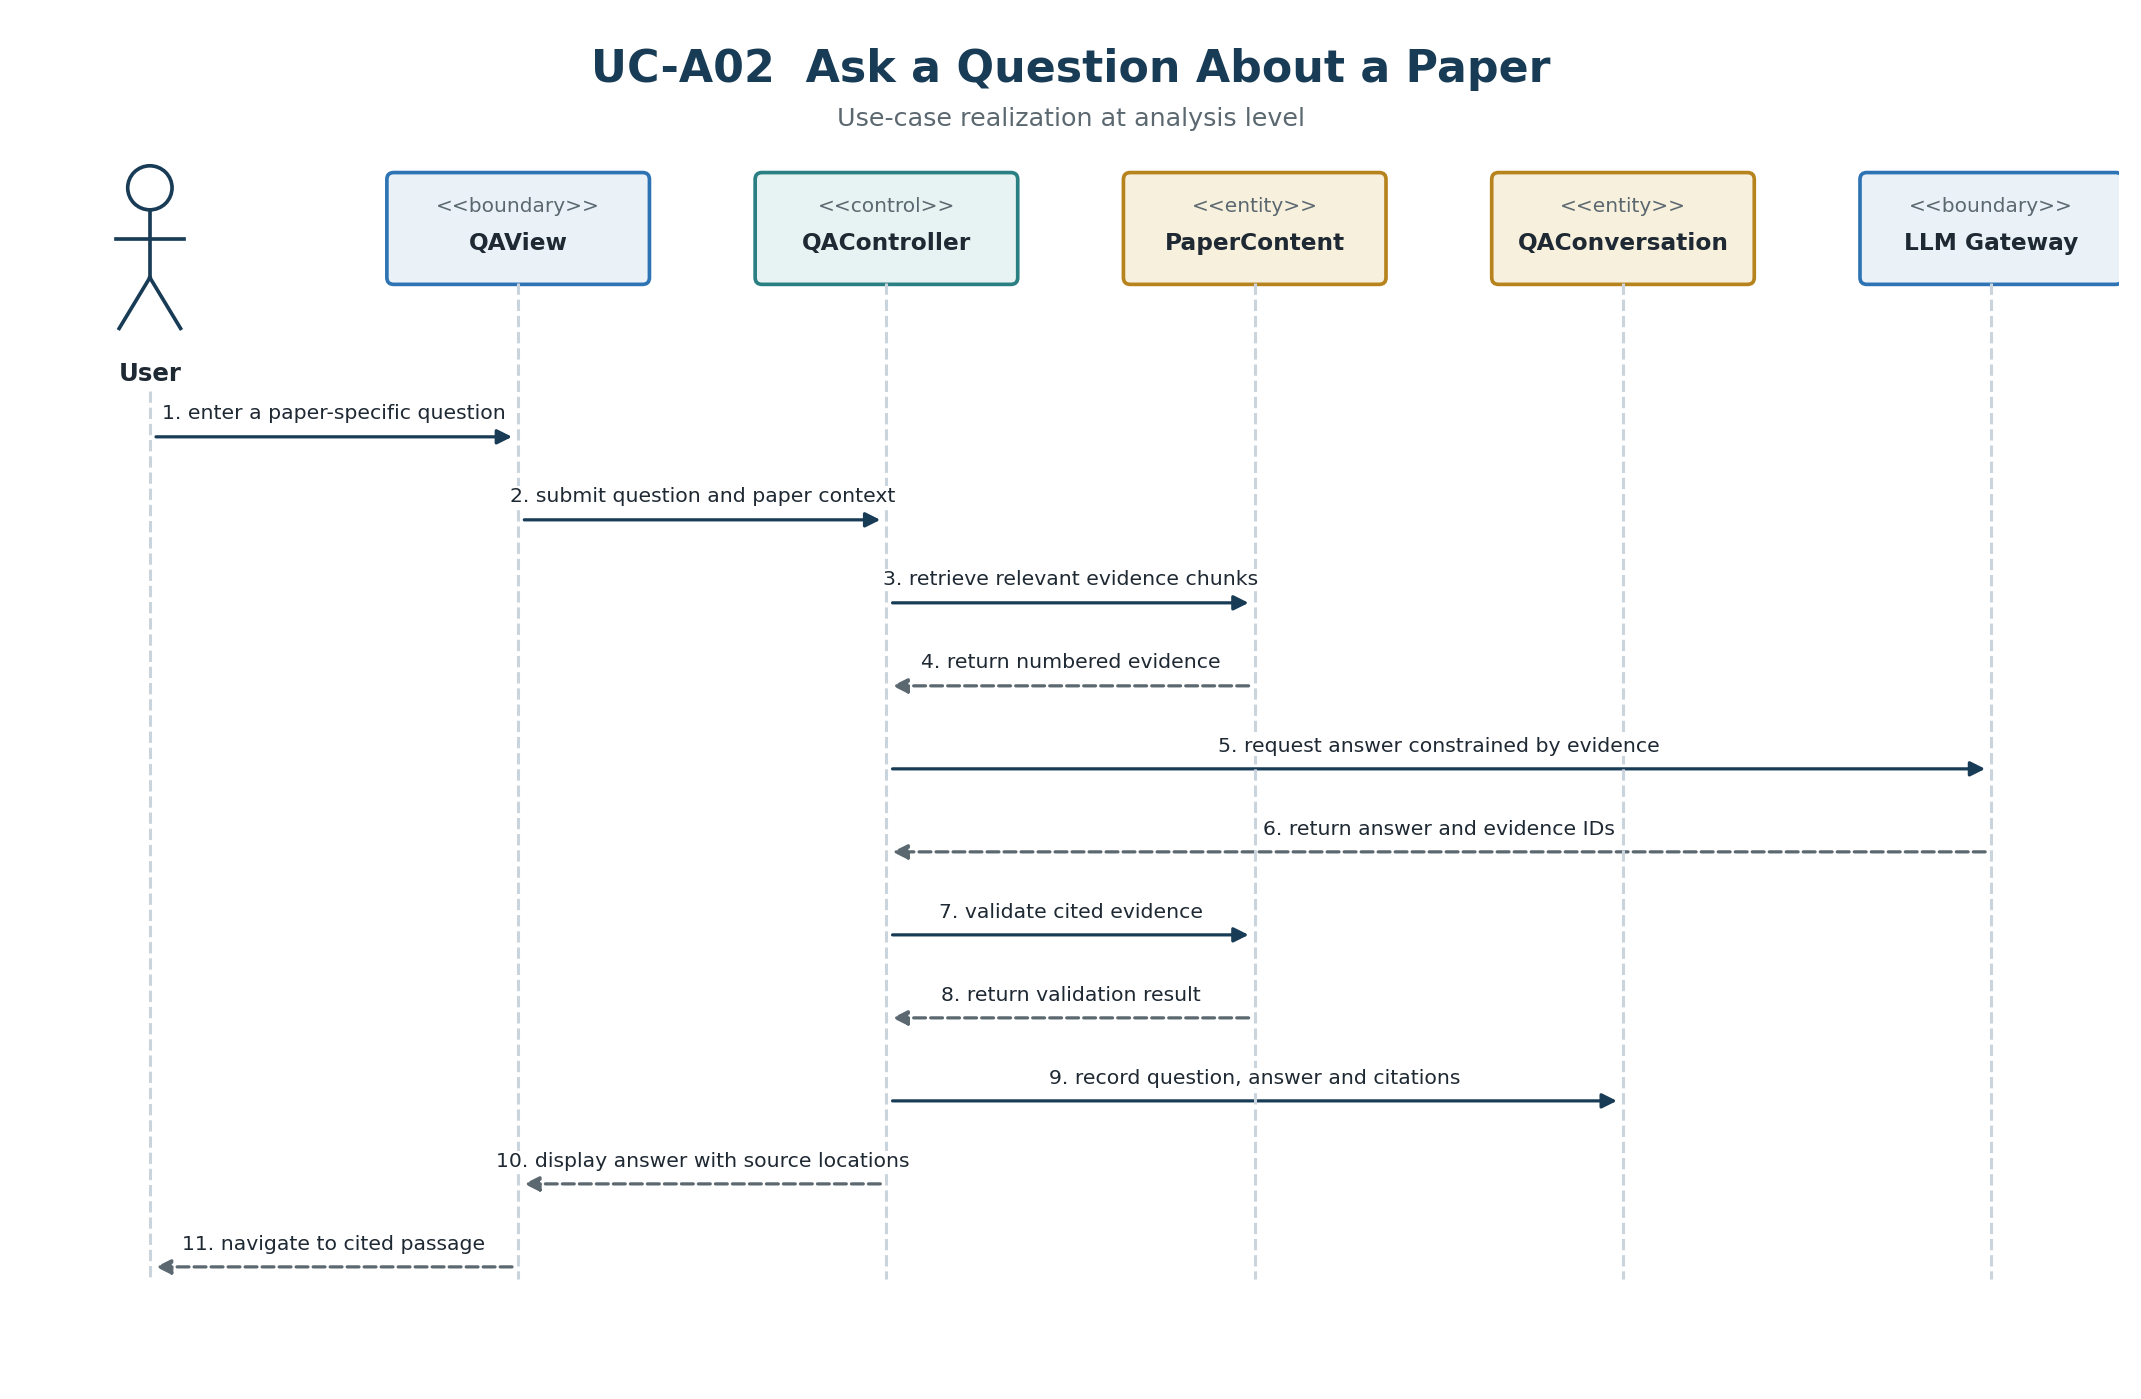 UC-A02  Ask a Question About a Paper
Use-case realization at analysis level
<<boundary>>
QAView
<<control>>
QAController
<<entity>>
PaperContent
<<entity>>
QAConversation
<<boundary>>
LLM Gateway
User
1. enter a paper-specific question
2. submit question and paper context
3. retrieve relevant evidence chunks
4. return numbered evidence
5. request answer constrained by evidence
6. return answer and evidence IDs
7. validate cited evidence
8. return validation result
9. record question, answer and citations
10. display answer with source locations
11. navigate to cited passage